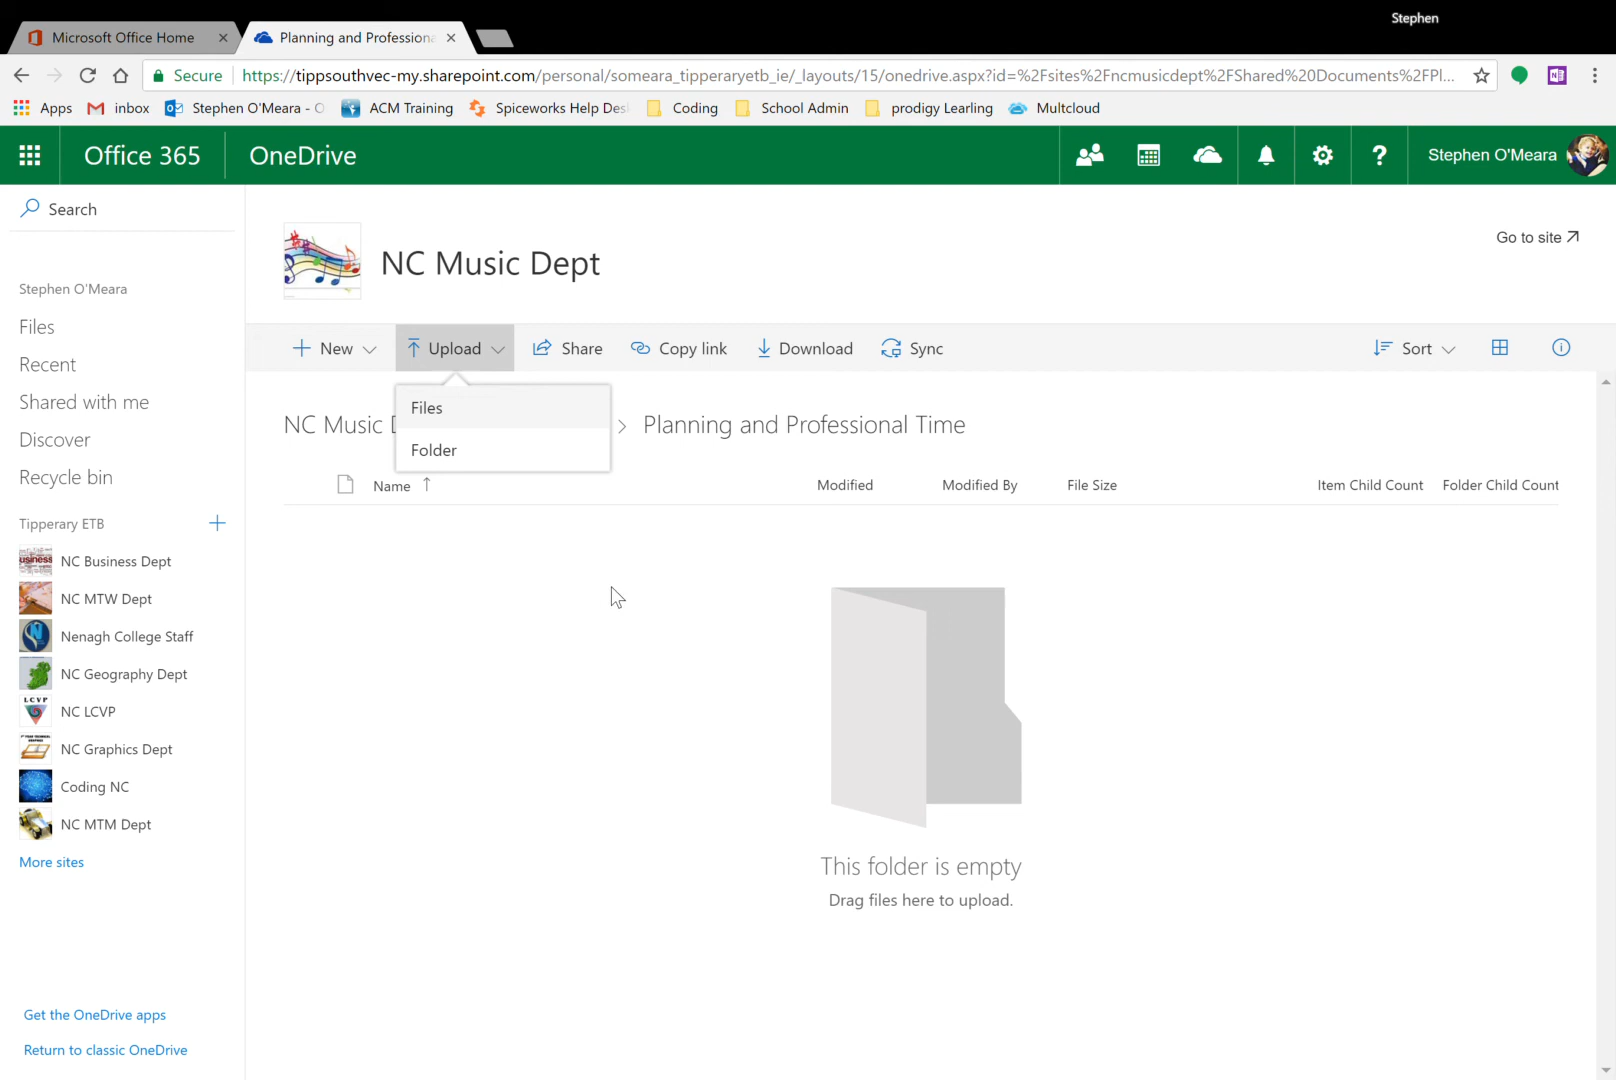 Stephen
Microsoft Office Home
Planning and Professiona
Secure
https://tippsouthvec-my.sharepoint.com/personal/someara_tipperaryetb_ie/_layouts/15/onedrive.aspx?id=%2Fsites%2Fncmusicdept%2FShared%20Documents%2FPl...
Apps inbox Stephen O'Meara - O ACM Training Spiceworks Help Des Coding School Admin prodigy Learling Multcloud
Office 365 OneDrive ? Stephen O'Meara
Search
NC Music Dept
Go to site
Stephen O'Meara
Files
Recent
Shared with me
Discover
Recycle bin
Tipperary ETB
NC Business Dept
NC MTW Dept
Nenagh College Staff
NC Geography Dept
LCVP
NC LCVP
NC Graphics Dept
Coding NC
NC MTM Dept
More sites
Get the OneDrive apps
Return to classic OneDrive
New Upload Share Copy link Download Sync Sort
Files
Folder
NC Music D > Planning and Professional Time
Name Modified Modified By File Size Item Child Count Folder Child Count
This folder is empty
Drag files here to upload.